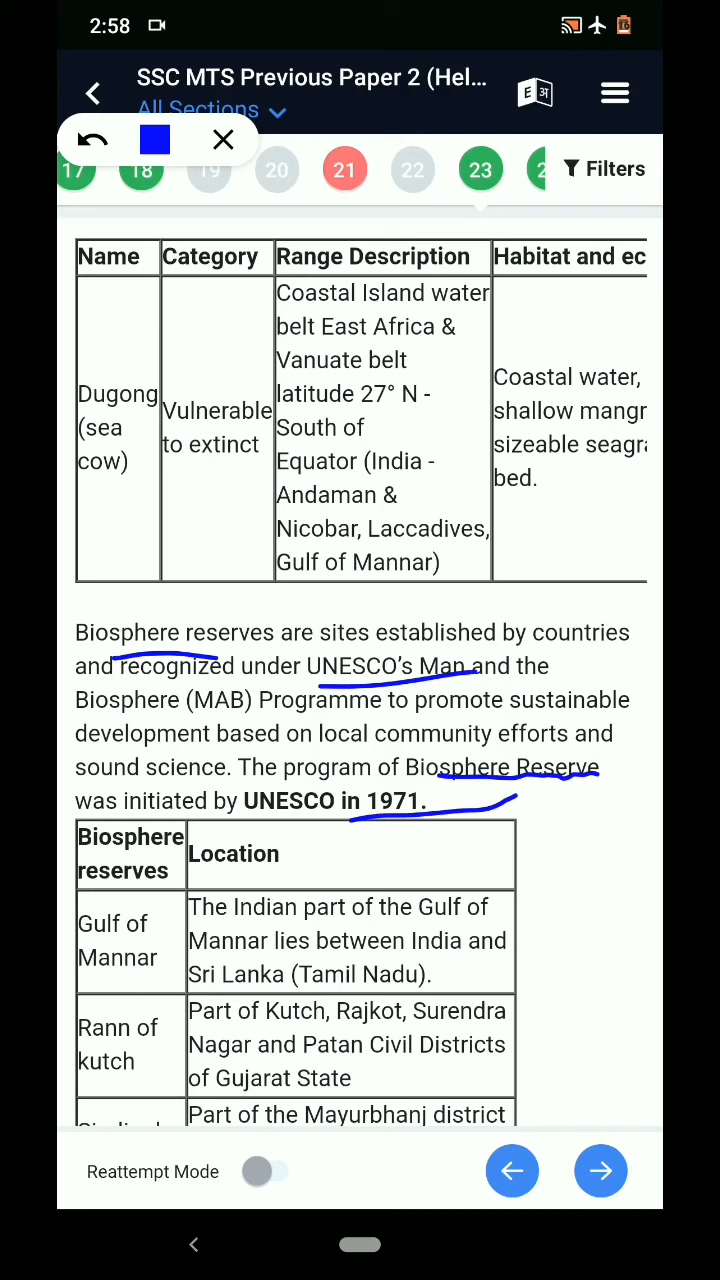 2:58
SSC MTS Previous Paper 2 (Hel...
All Sections
E अ
17 18 19 20 21 22 23 2 Filters
Name Category Range Description Habitat and ec
Coastal Island water
belt East Africa &
Vanuate belt
latitude 27° N -
South of
Equator (India -
Andaman &
Nicobar, Laccadives,
Gulf of Mannar)
Dugong
(sea
cow)
Vulnerable
to extinct
Coastal water,
shallow mangr
sizeable seagra
bed.
Biosphere reserves are sites established by countries
and recognized under UNESCO's Man and the
Biosphere (MAB) Programme to promote sustainable
development based on local community efforts and
sound science. The program of Biosphere Reserve
was initiated by UNESCO in 1971.
Biosphere
reserves
Location
Gulf of
Mannar
The Indian part of the Gulf of
Mannar lies between India and
Sri Lanka (Tamil Nadu).
Rann of
kutch
Part of Kutch, Rajkot, Surendra
Nagar and Patan Civil Districts
of Gujarat State
Part of the Mayurbhanj district
Reattempt Mode